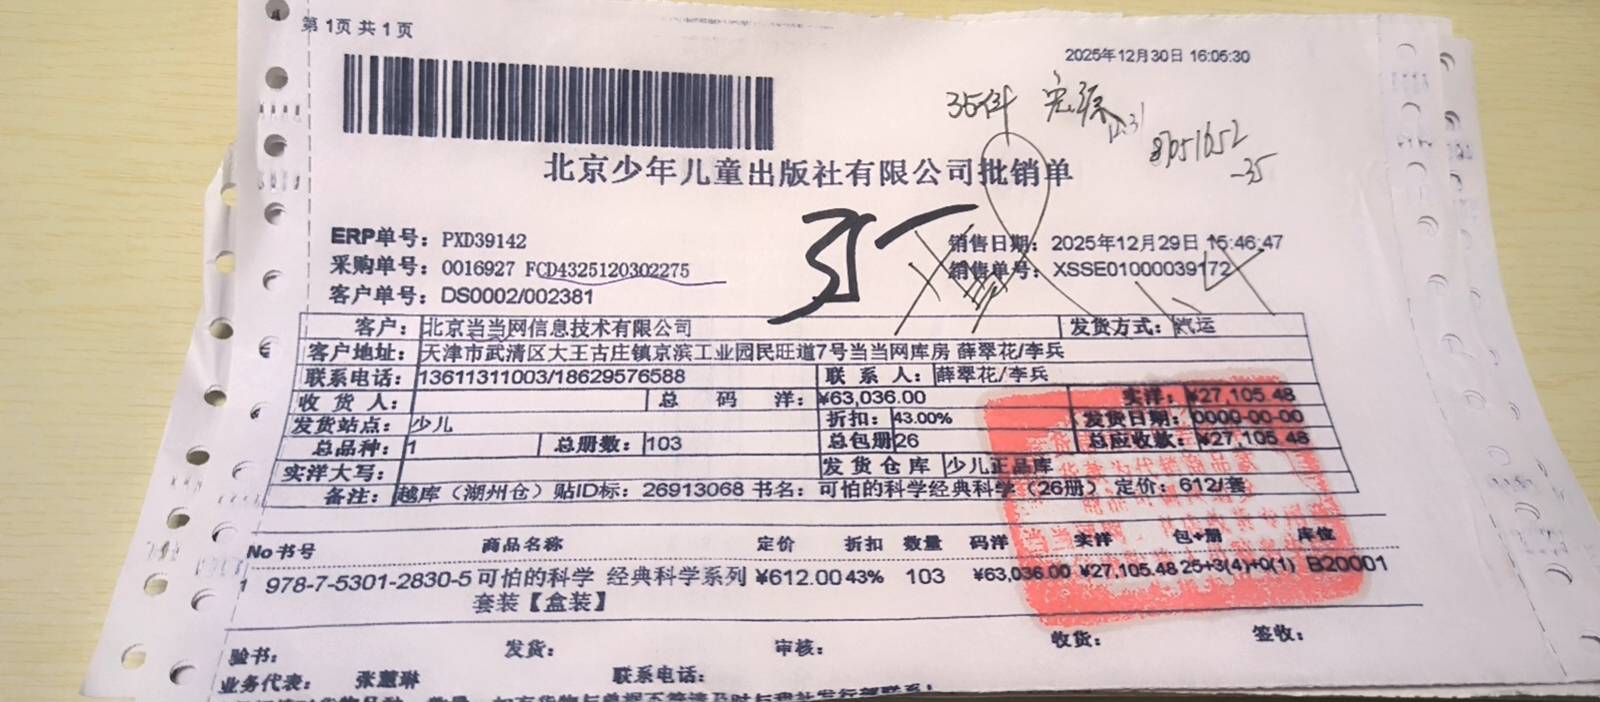 第 1页 共 1 页
2025年12月30日 16:05:30
35件 宏缘
12.31
8051652
-35
北京少年儿童出版社有限公司批销单
35
ERP单号: PXD39142
销售日期: 2025年12月29日 15:46:47
采购单号: 0016927 FCD4325120302275
销售单号: XSSE01000039172
客户单号: DS0002/002381
客户: 北京当当网信息技术有限公司 发货方式: 汽运
客户地址: 天津市武清区大王古庄镇京滨工业园民旺道7号当当网库房 薛翠花/李兵
联系电话: 13611311003/18629576588 联 系 人: 薛翠花/李兵
收 货 人: 总 码 洋: ¥63,036.00 实洋: ¥27,105.48
发货站点: 少儿 折扣: 43.00% 发货日期: 0000-00-00
总品种: 1 总册数: 103 总包册 26 总应收款: ¥27,105.48
实洋大写: 发 货 仓 库 少儿正品库
备注: 越库（湖州仓）贴ID标: 26913068 书名: 可怕的科学经典科学（26册）定价: 612/套
No 书号 商品名称 定价 折扣 数量 码洋 实洋 包+册 库位
1 978-7-5301-2830-5 可怕的科学 经典科学系列 ¥612.00 43% 103 ¥63,036.00 ¥27,105.48 25+3(4)+0(1) B20001
套装【盒装】
验书: 发货: 审核: 收货: 签收:
业务代表: 张慧琳 联系电话: